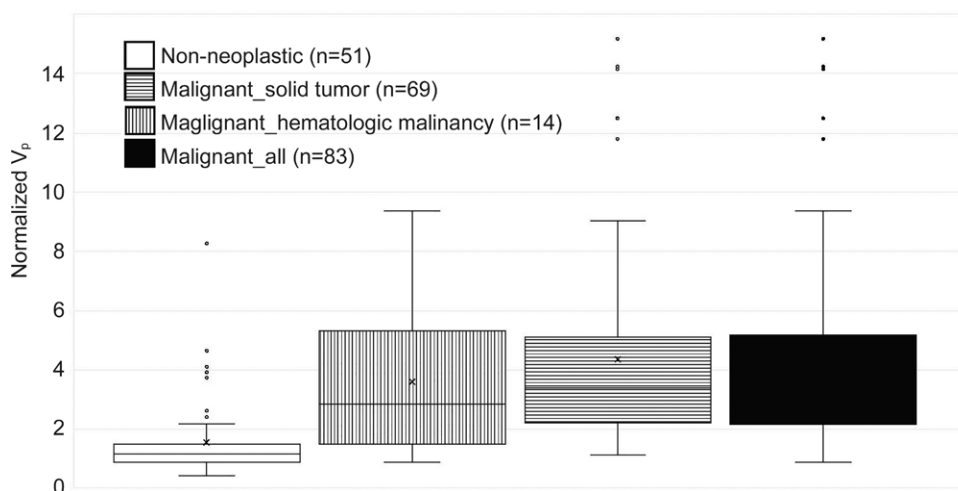 Non-neoplastic (n=51)
Malignant_solid tumor (n=69)
Maglignant_hematologic malinancy (n=14)
Malignant_all (n=83)
Normalized Vp
14
12
10
8
6
4
2
0